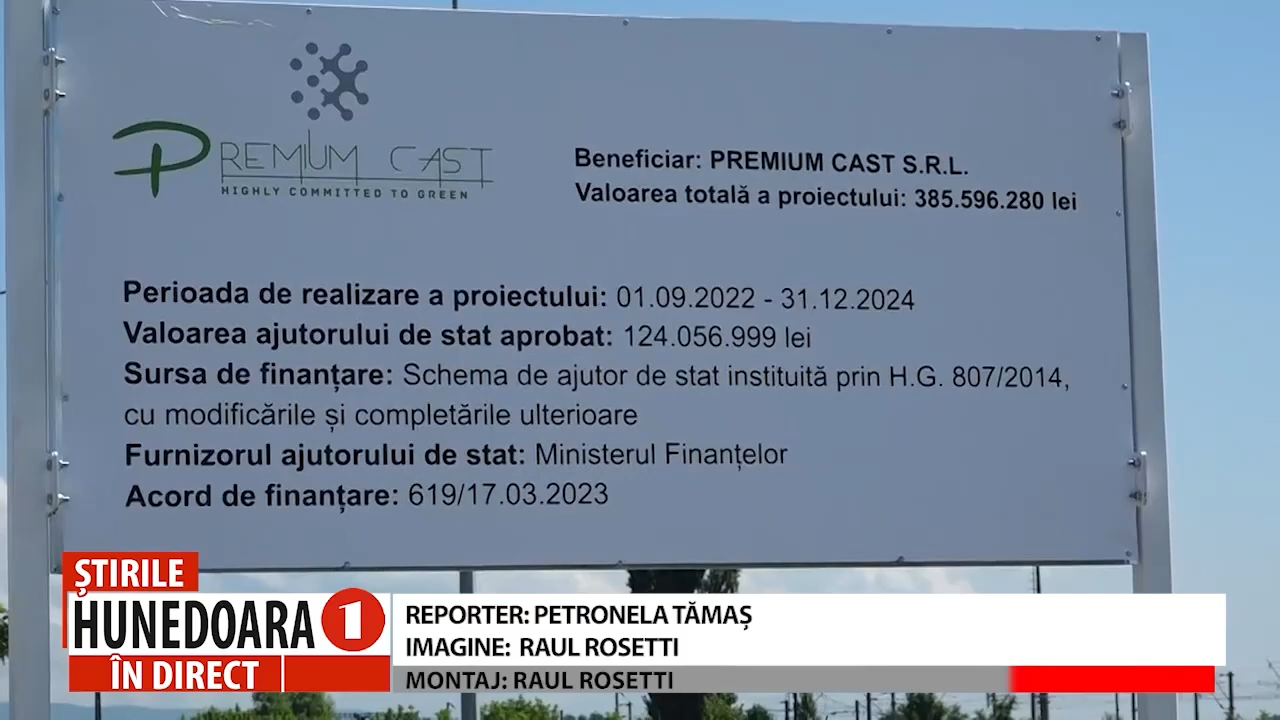 PREMIUM CAST
HIGHLY COMMITTED TO GREEN
Beneficiar: PREMIUM CAST S.R.L.
Valoarea totală a proiectului: 385.596.280 lei
Perioada de realizare a proiectului: 01.09.2022 - 31.12.2024
Valoarea ajutorului de stat aprobat: 124.056.999 lei
Sursa de finanțare: Schema de ajutor de stat instituită prin H.G. 807/2014,
cu modificările și completările ulterioare
Furnizorul ajutorului de stat: Ministerul Finanțelor
Acord de finanțare: 619/17.03.2023
ȘTIRILE
HUNEDOARA 1
ÎN DIRECT
REPORTER: PETRONELA TĂMAȘ
IMAGINE: RAUL ROSETTI
MONTAJ: RAUL ROSETTI